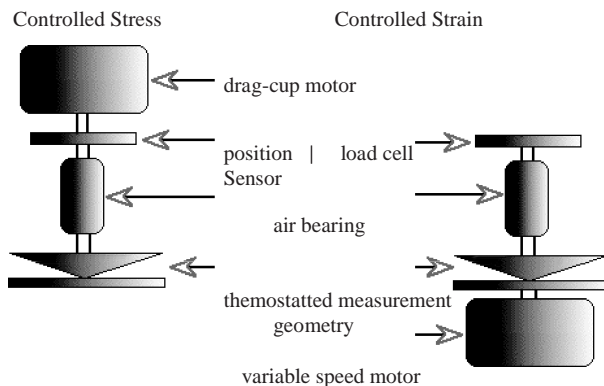 Controlled Stress
Controlled Strain
drag-cup motor
position | load cell
Sensor
air bearing
themostatted measurement
geometry
variable speed motor